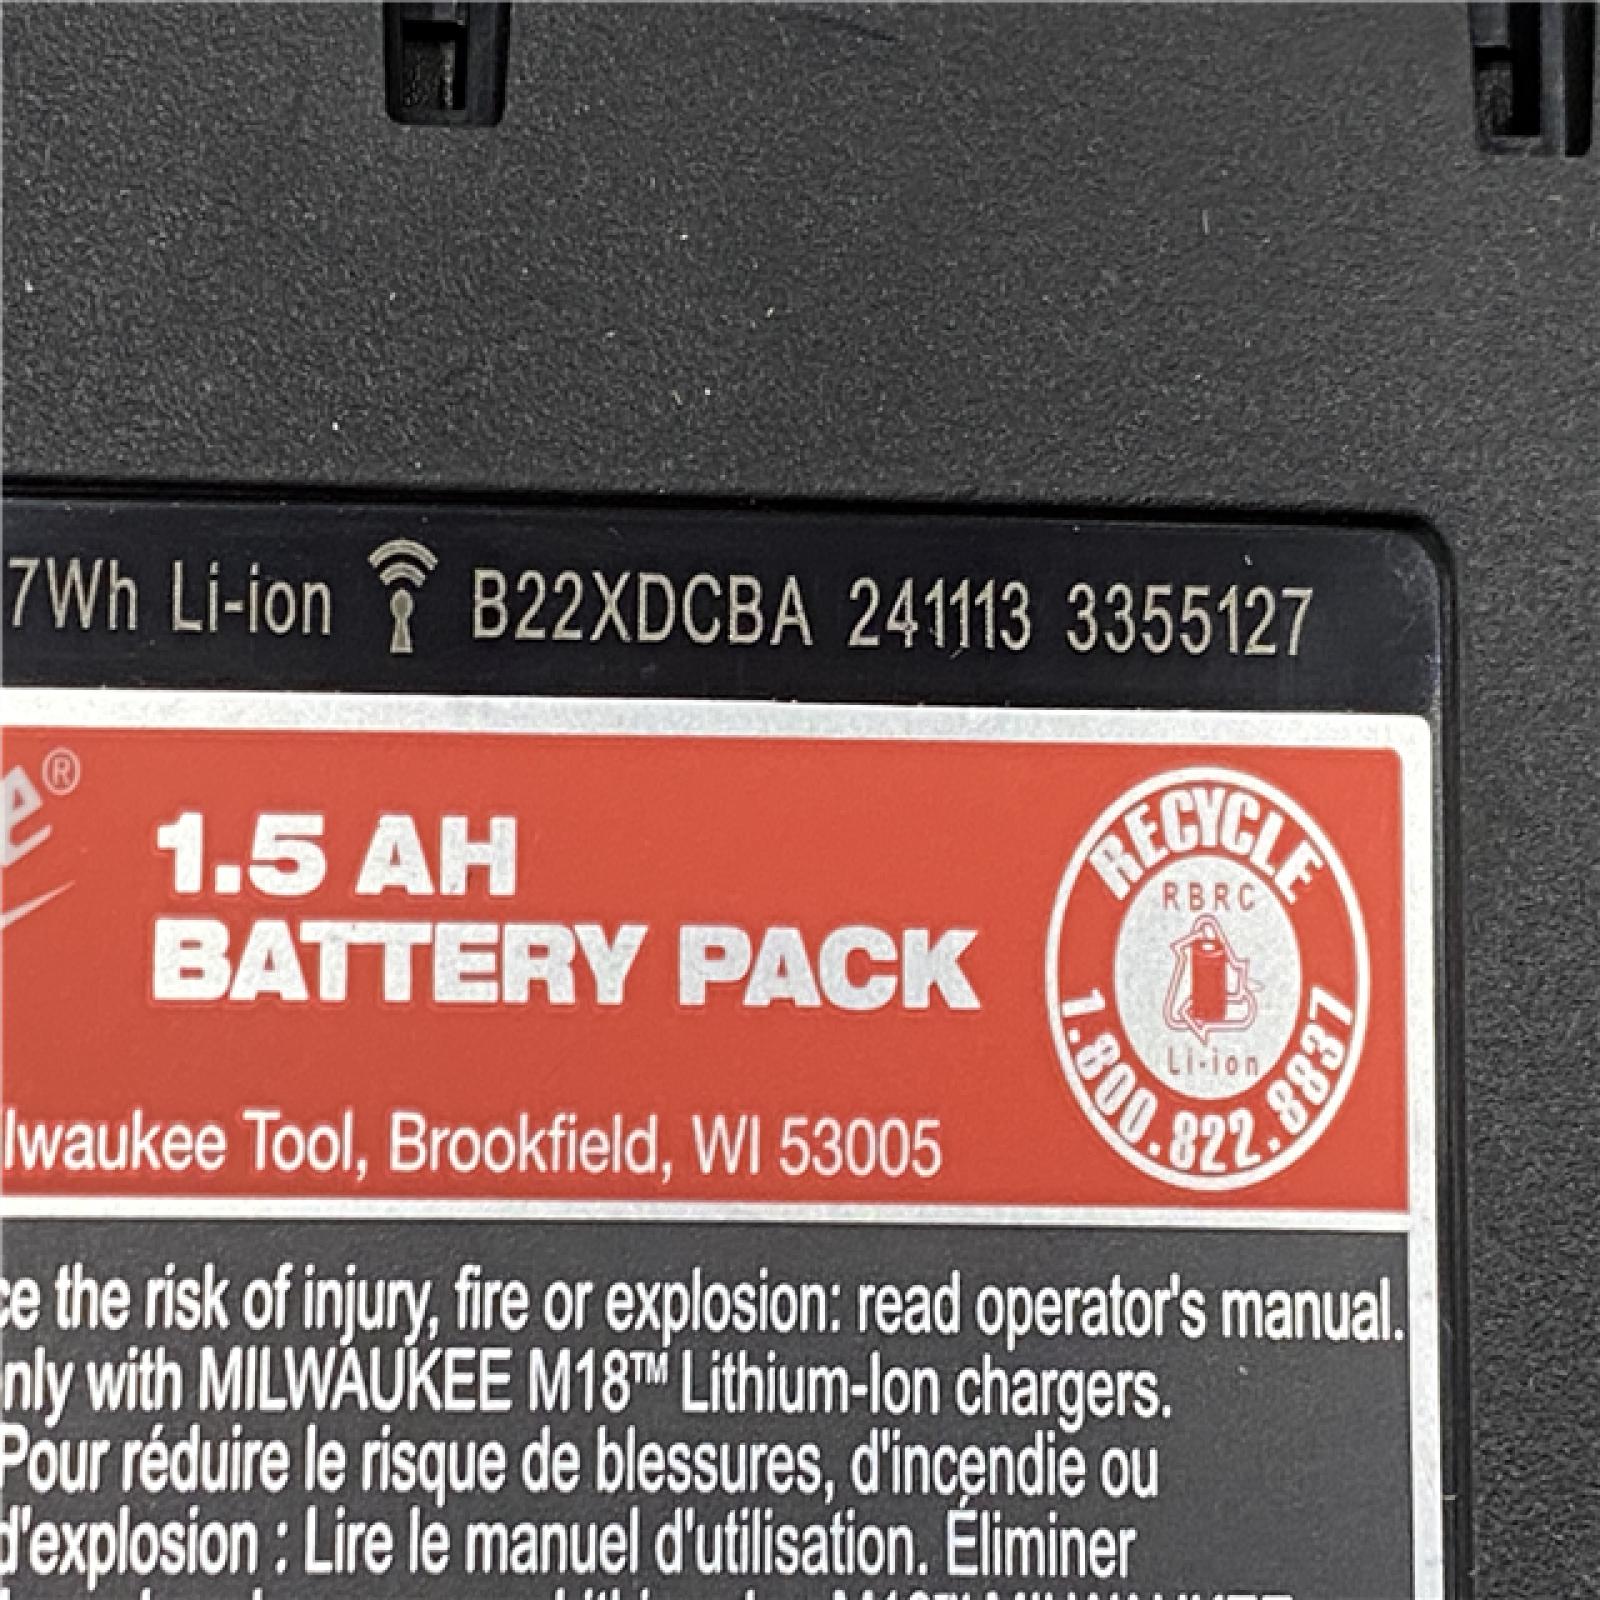 7Wh Li-ion B22XDCBA 241113 3355127
®
1.5 AH
BATTERY PACK
RECYCLE
RBRC
Li-ion
1.800.822.8837
lwaukee Tool, Brookfield, WI 53005
ce the risk of injury, fire or explosion: read operator's manual.
nly with MILWAUKEE M18™ Lithium-Ion chargers.
Pour réduire le risque de blessures, d'incendie ou
d'explosion : Lire le manuel d'utilisation. Éliminer